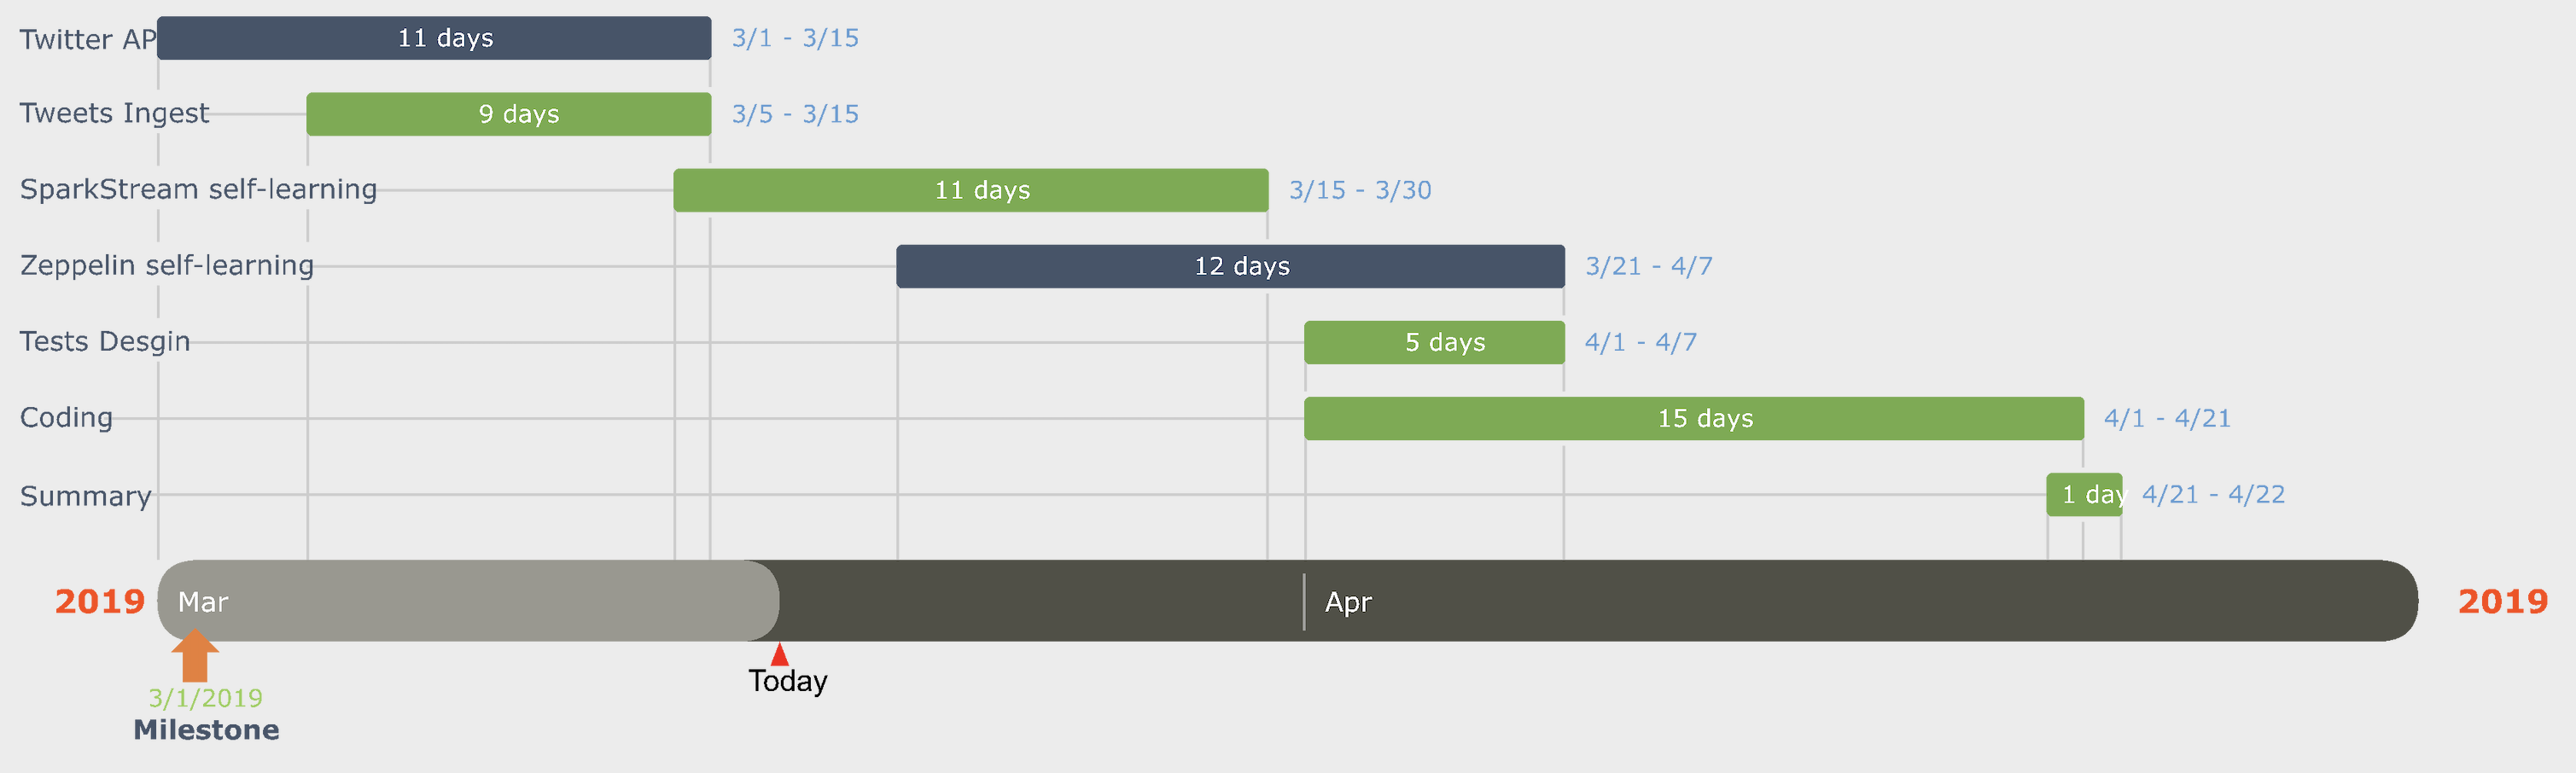 Twitter AP 11 days 3/1 - 3/15
Tweets Ingest 9 days 3/5 - 3/15
SparkStream self-learning 11 days 3/15 - 3/30
Zeppelin self-learning 12 days 3/21 - 4/7
Tests Desgin 5 days 4/1 - 4/7
Coding 15 days 4/1 - 4/21
Summary 1 day 4/21 - 4/22
2019 Mar Apr 2019
Today
3/1/2019
Milestone